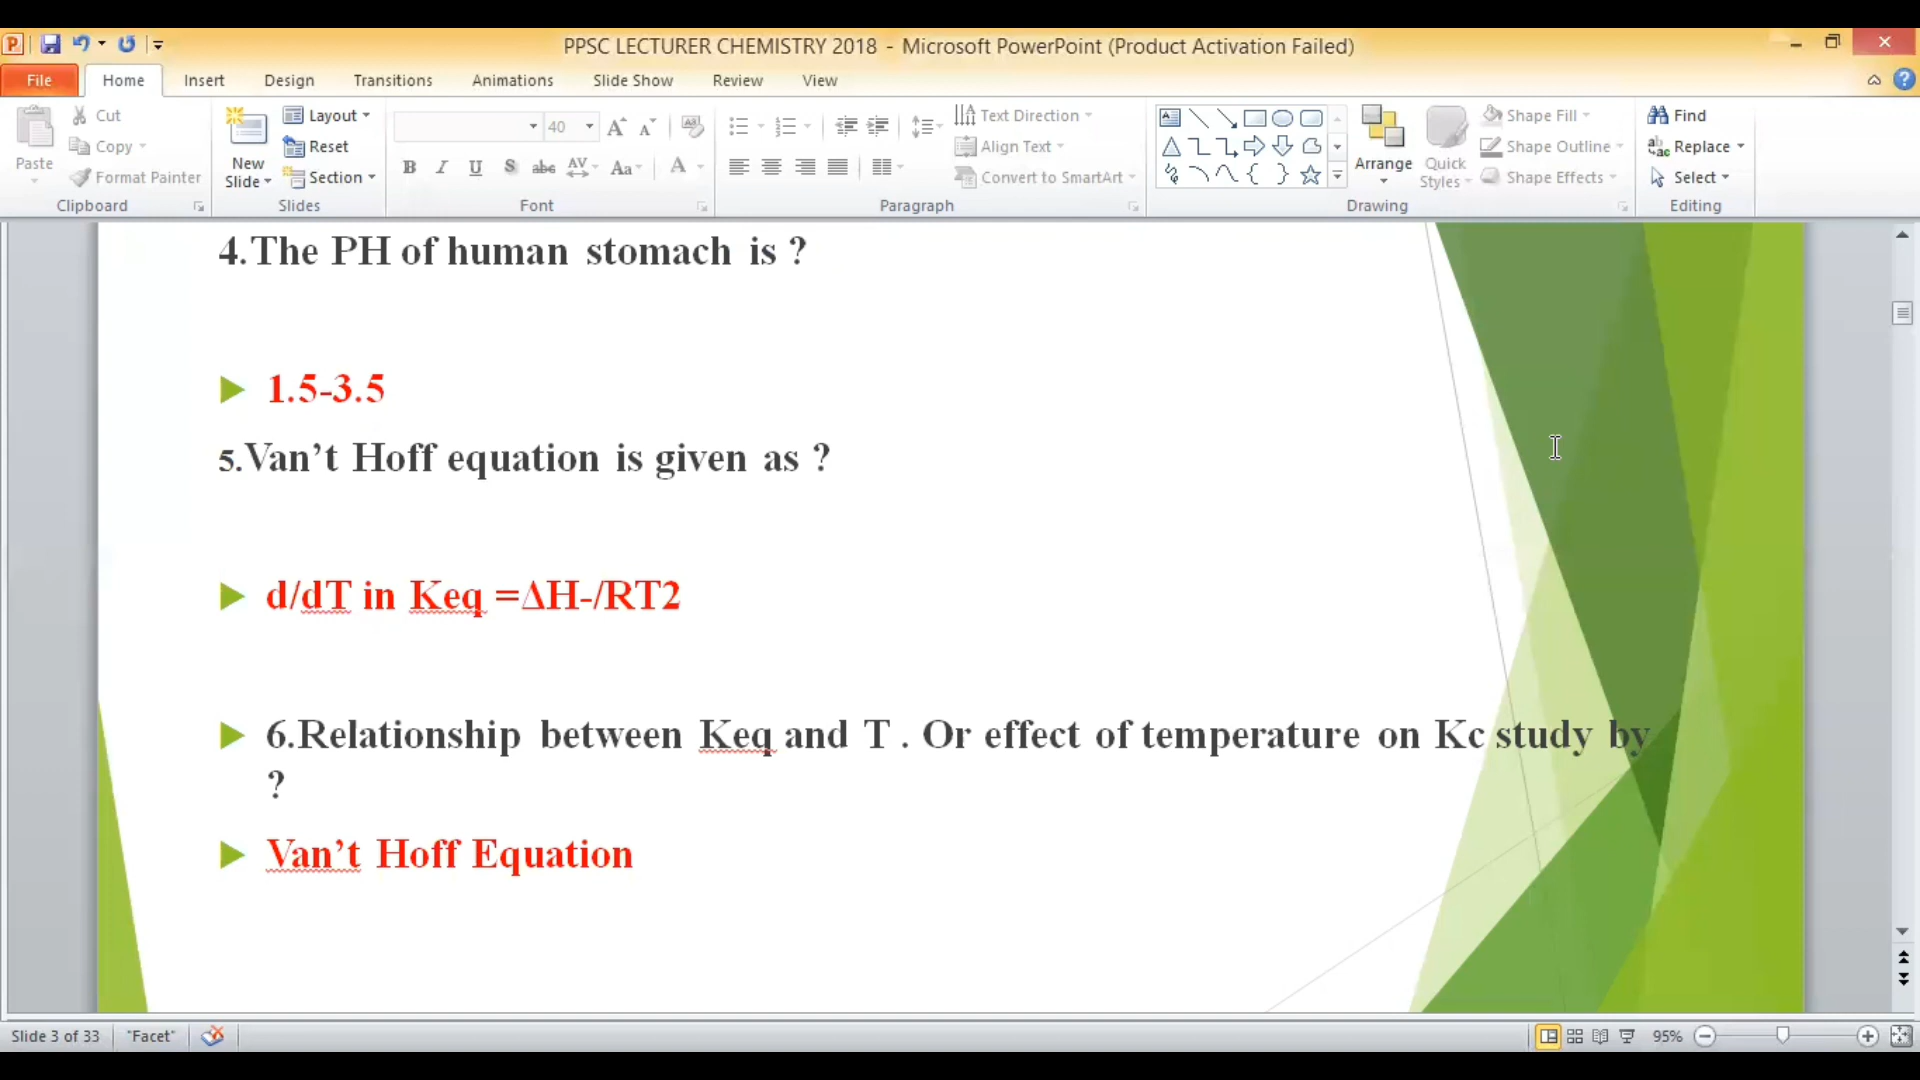 PPSC LECTURER CHEMISTRY 2018 - Microsoft PowerPoint (Product Activation Failed)
File Home Insert Design Transitions Animations Slide Show Review View
Paste
Cut
Copy
Format Painter
Clipboard
New Slide
Layout
Reset
Section
Slides
40
B I U S abc AV Aa A
Font
Text Direction
Align Text
Convert to SmartArt
Paragraph
Arrange
Quick Styles
Shape Fill
Shape Outline
Shape Effects
Drawing
Find
Replace
Select
Editing
4.The PH of human stomach is ?
1.5-3.5
5.Van’t Hoff equation is given as ?
d/dT in Keq =ΔH-/RT2
6.Relationship between Keq and T . Or effect of temperature on Kc study by
?
Van’t Hoff Equation
Slide 3 of 33 "Facet" 95%